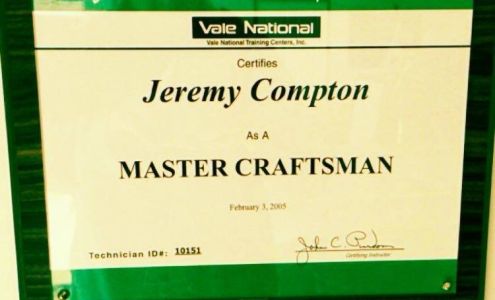 Vale National
Vale National Training Centers, Inc.
Certifies
Jeremy Compton
As A
MASTER CRAFTSMAN
February 3, 2005
Technician ID#: 10151
John C.
Certifying Instructor